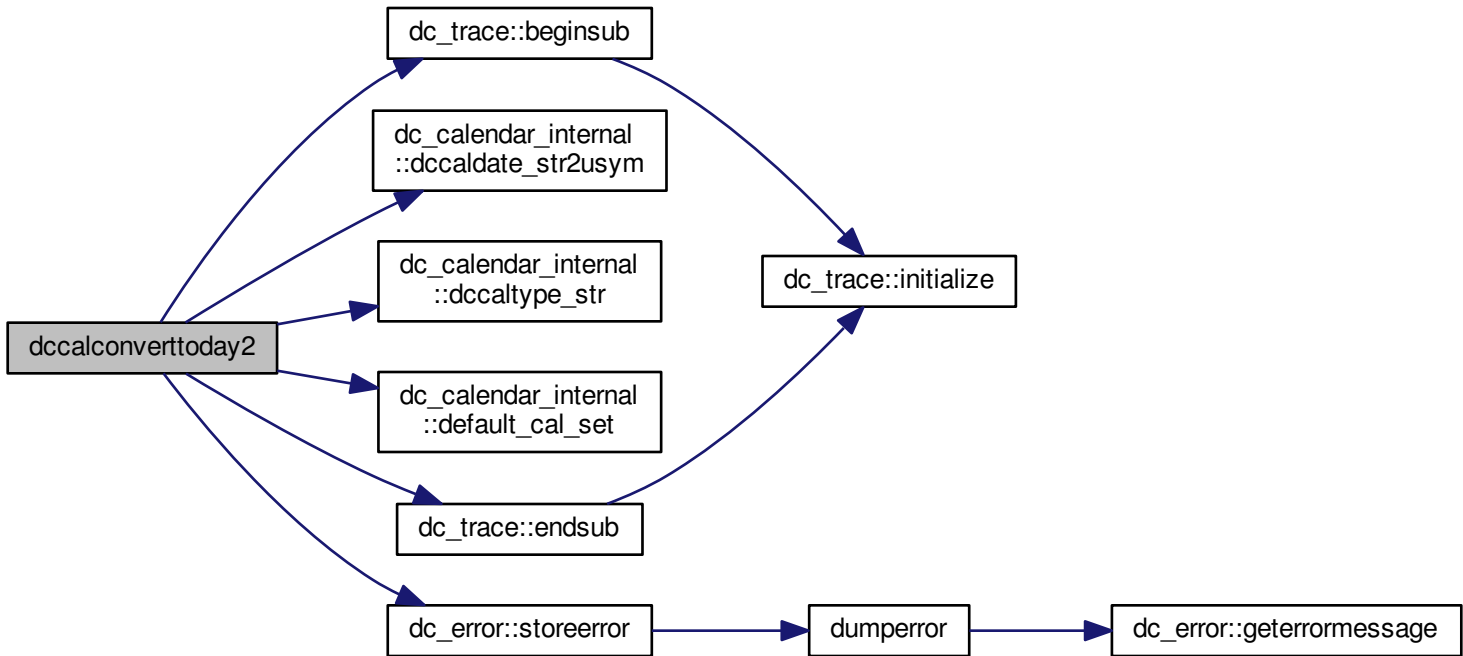 dc_trace::beginsub
dc_calendar_internal
::dccaldate_str2usym
dc_calendar_internal
::dccaltype_str
dc_trace::initialize
dccalconverttoday2
dc_calendar_internal
::default_cal_set
dc_trace::endsub
dc_error::storeerror
dumperror
dc_error::geterrormessage